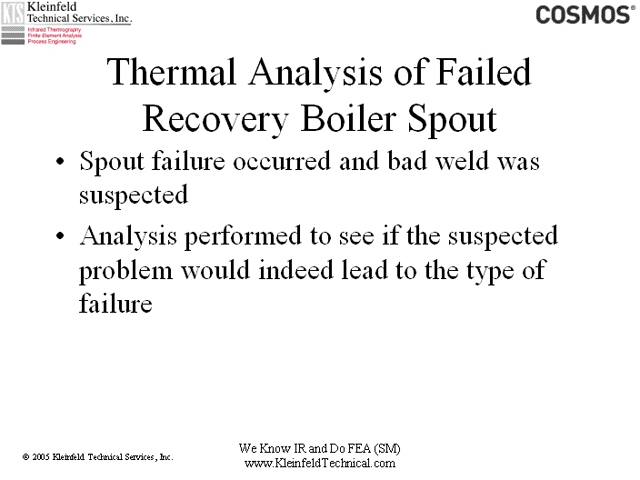 KTS
Kleinfeld
Technical Services, Inc.
Infrared Thermography
Finite Element Analysis
Process Engineering
COSMOS®
Thermal Analysis of Failed
Recovery Boiler Spout
• Spout failure occurred and bad weld was
suspected
• Analysis performed to see if the suspected
problem would indeed lead to the type of
failure
© 2005 Kleinfeld Technical Services, Inc.
We Know IR and Do FEA (SM)
www.KleinfeldTechnical.com